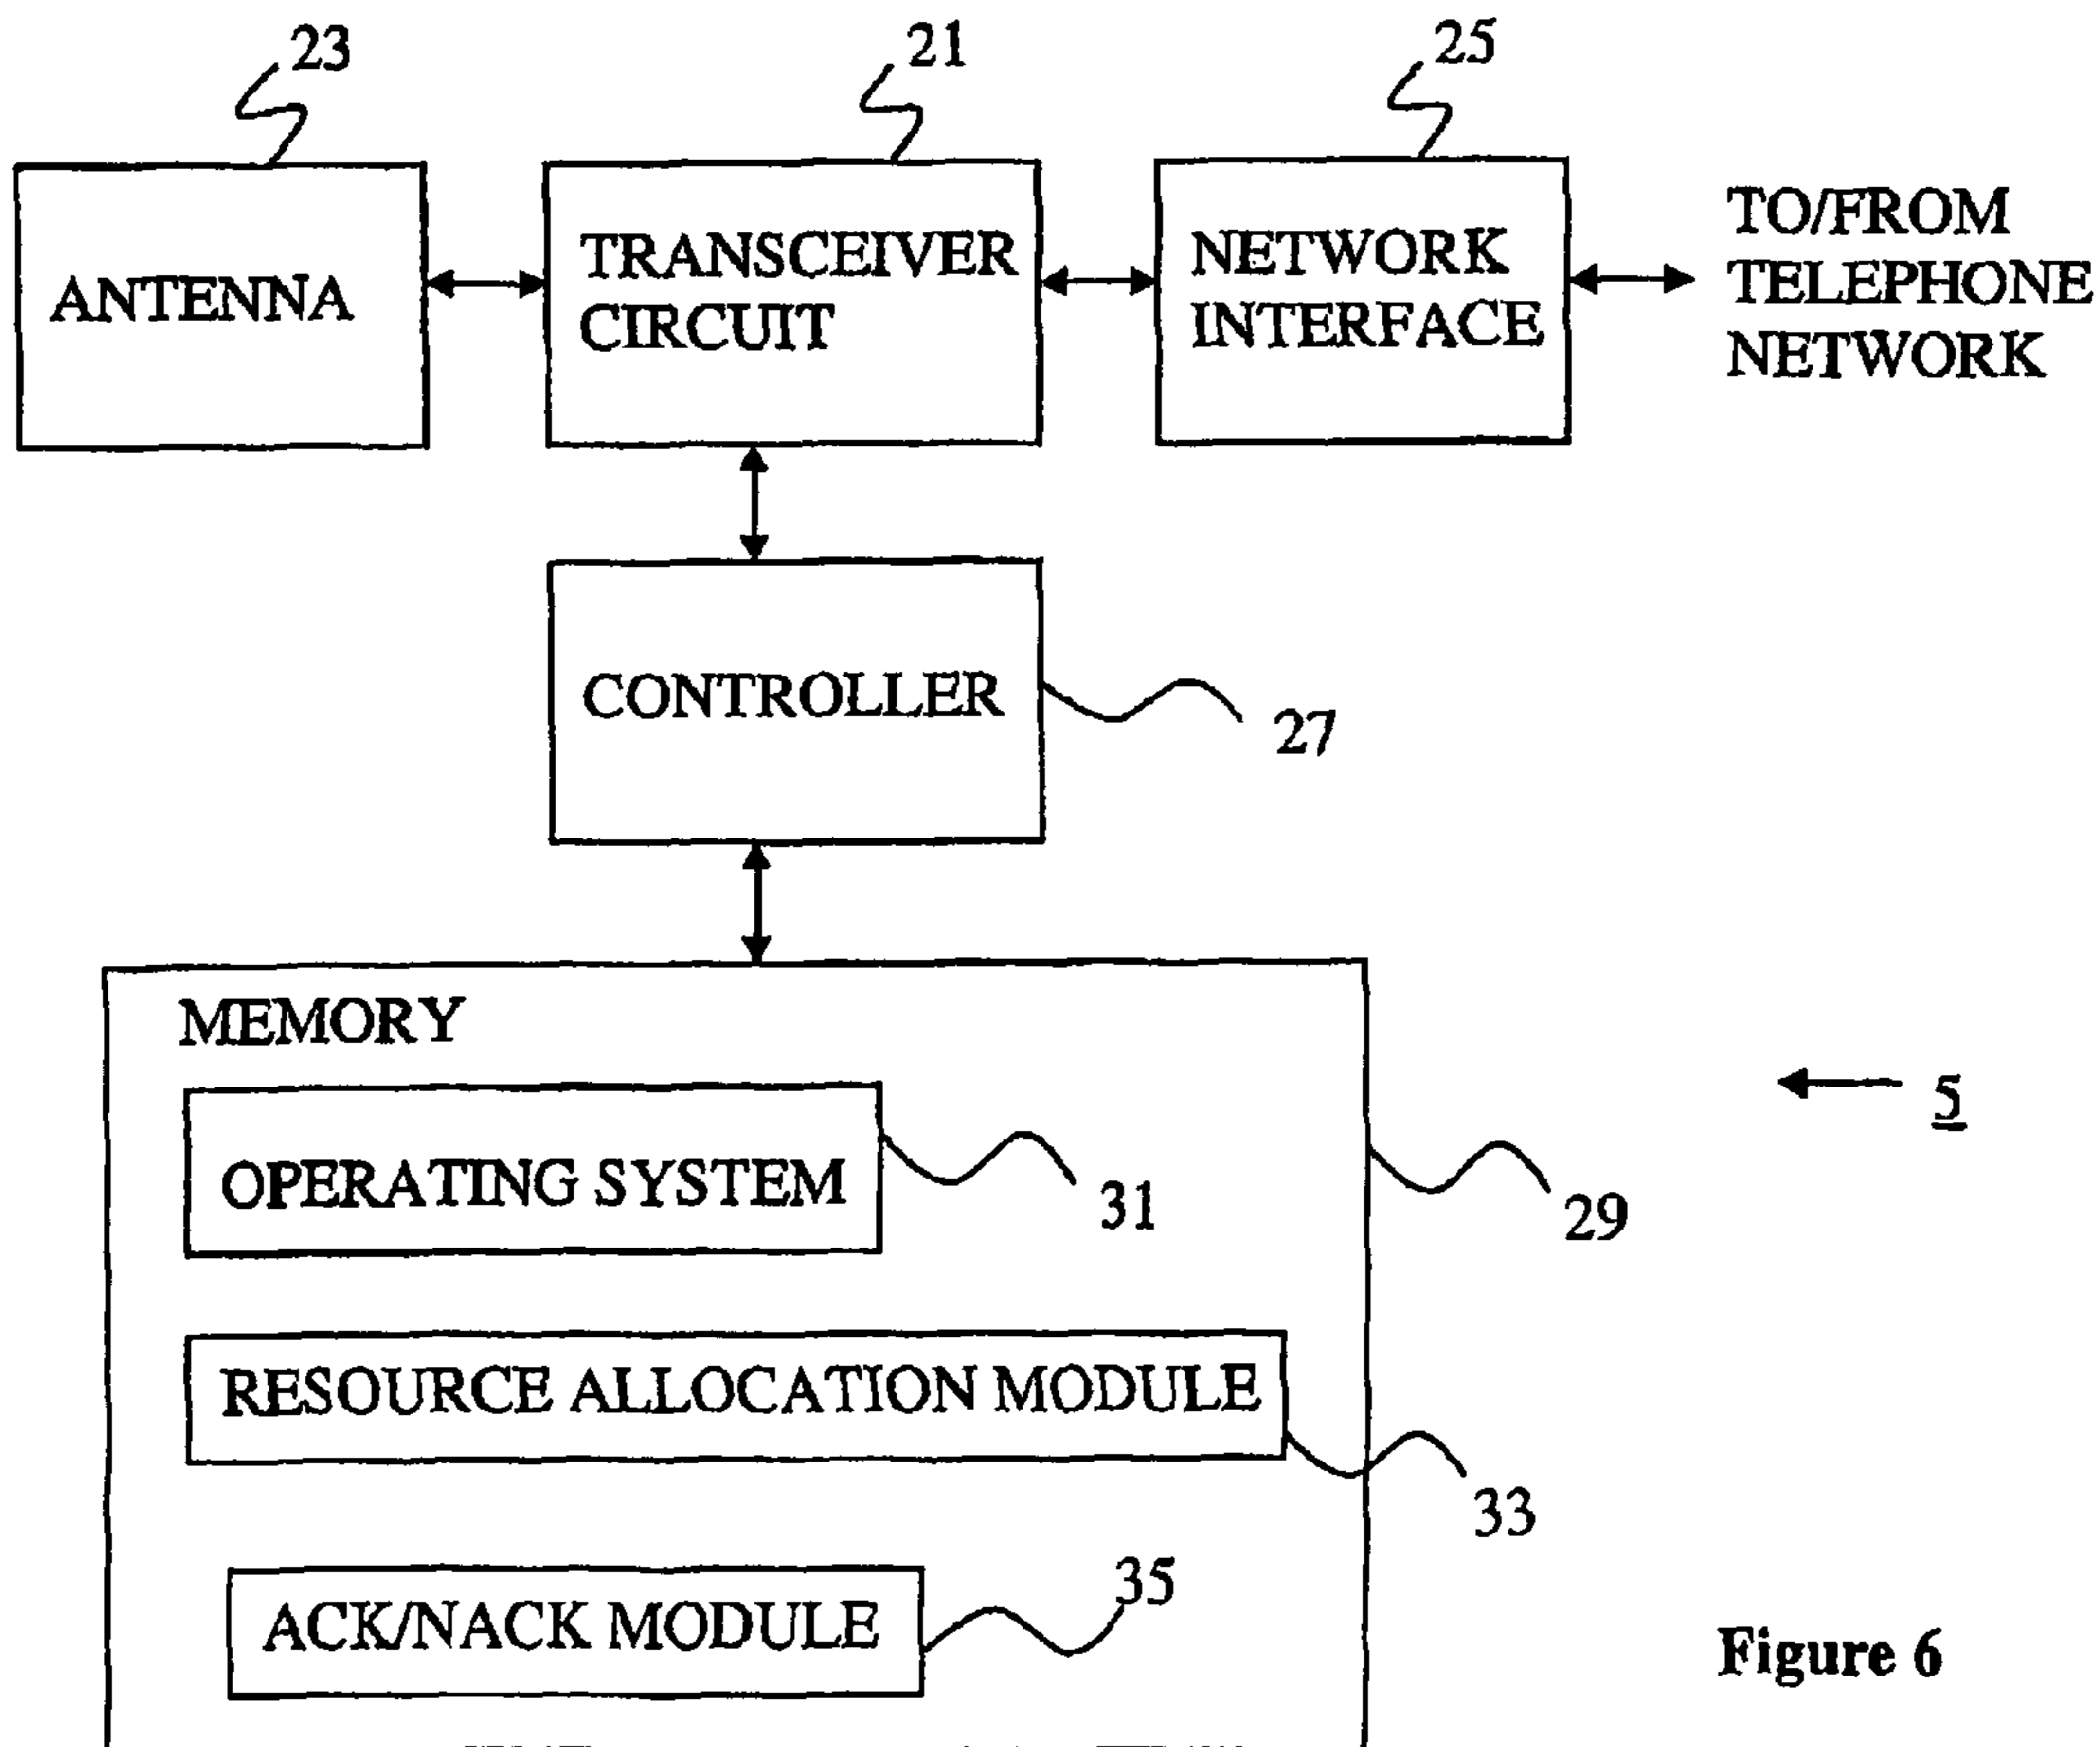 23
21
25
ANTENNA
TRANSCEIVER
CIRCUIT
NETWORK
INTERFACE
TO/FROM
TELEPHONE
NETWORK
CONTROLLER
27
MEMORY
5
OPERATING SYSTEM
31
29
RESOURCE ALLOCATION MODULE
33
ACK/NACK MODULE
35
Figure 6